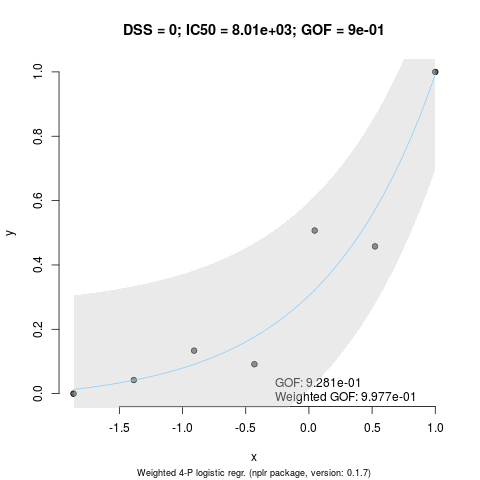 DSS = 0; IC50 = 8.01e+03; GOF = 9e-01
1.0
0.8
0.6
0.4
0.2
0.0
y
GOF: 9.281e-01
Weighted GOF: 9.977e-01
-1.5 -1.0 -0.5 0.0 0.5 1.0
x
Weighted 4-P logistic regr. (nplr package, version: 0.1.7)